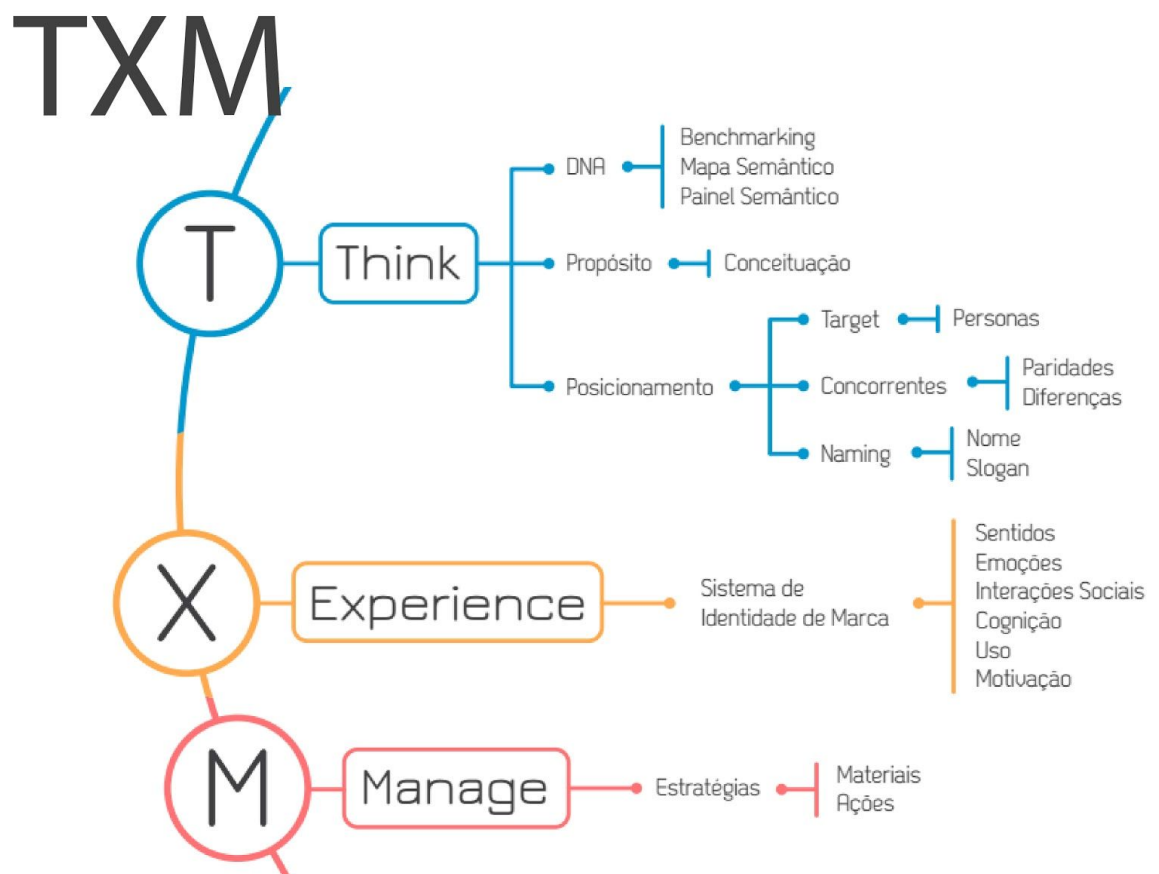 TXM
T
Think
DNA
Benchmarking
Mapa Semântico
Painel Semântico
Propósito
Conceituação
Posicionamento
Target
Personas
Concorrentes
Paridades
Diferenças
Naming
Nome
Slogan
X
Experience
Sistema de
Identidade de Marca
Sentidos
Emoções
Interações Sociais
Cognição
Uso
Motivação
M
Manage
Estratégias
Materiais
Ações